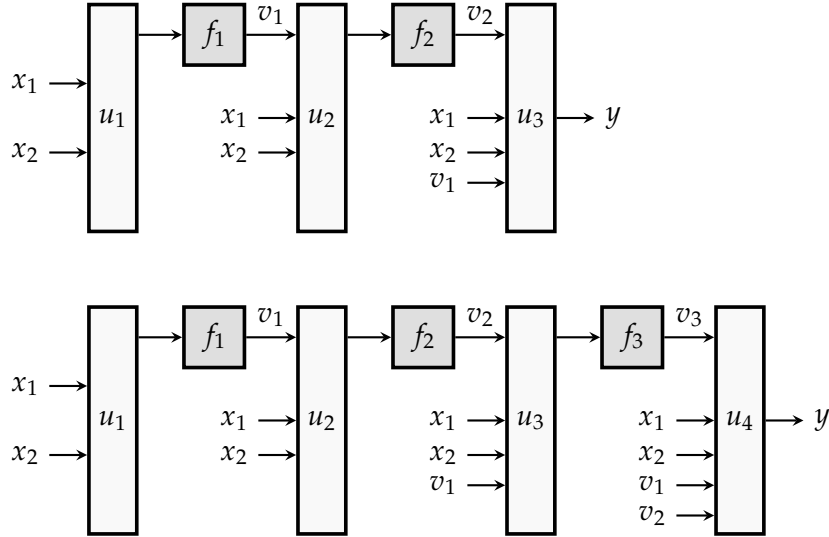 f₁ v₁ f₂ v₂
x₁ u₁ x₁ u₂ x₁ u₃ y
x₂ x₂ x₂
v₁
f₁ v₁ f₂ v₂ f₃ v₃
x₁ u₁ x₁ u₂ x₁ u₃ x₁ u₄ y
x₂ x₂ x₂ x₂
v₁ v₁
v₂